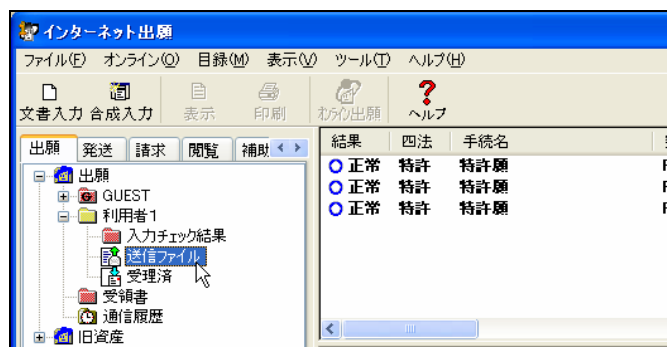 インターネット出願
ファイル(F) オンライン(O) 目録(M) 表示(V) ツール(T) ヘルプ(H)
文書入力 合成入力 表示 印刷 オンライン出願 ヘルプ
出願 発送 請求 閲覧 補助
結果 四法 手続名
出願
GUEST
利用者1
入力チェック結果
送信ファイル
受理済
受領書
通信履歴
旧資産
正常 特許 特許願
正常 特許 特許願
正常 特許 特許願